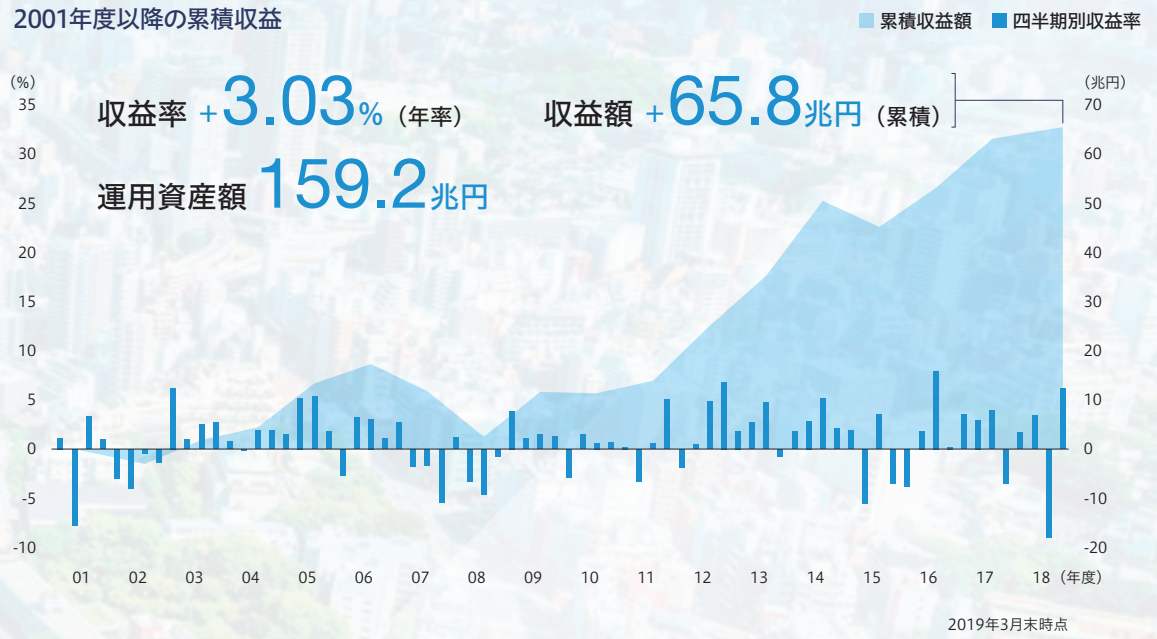 2001年度以降の累積収益
累積収益額 四半期別収益率
(%) (兆円)
収益率 +3.03% (年率) 収益額 +65.8兆円 (累積)
運用資産額 159.2兆円
35 70
30 60
25 50
20 40
15 30
10 20
5 10
0 0
-5 -10
-10 -20
01 02 03 04 05 06 07 08 09 10 11 12 13 14 15 16 17 18 (年度)
2019年3月末時点